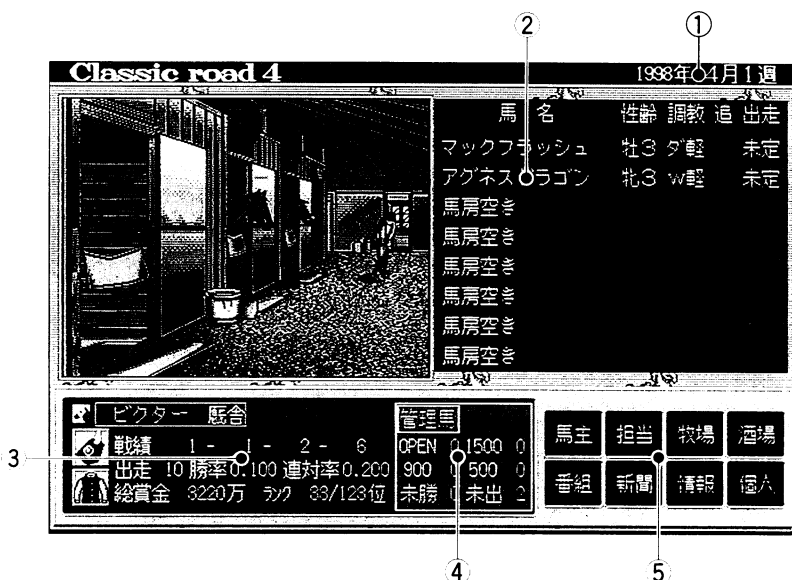 ② ①
Classic road 4 1998年 4月1週
馬 名 性齢 調教 追 出走
マックフラッシュ 牡3 ダ軽 未定
アグネスドラゴン 牝3 W軽 未定
馬房空き
馬房空き
馬房空き
馬房空き
馬房空き
馬房空き
ビクター 厩舎 管理馬
戦績 1- 1- 2- 6 OPEN 0 1500 0
出走 10 勝率0.100 連対率0.200 900 0 500 0
総賞金 3220万 ランク 33/123位 未勝 0 未出 2
馬主 担当 牧場 酒場
番組 新聞 情報 個人
③
④ ⑤